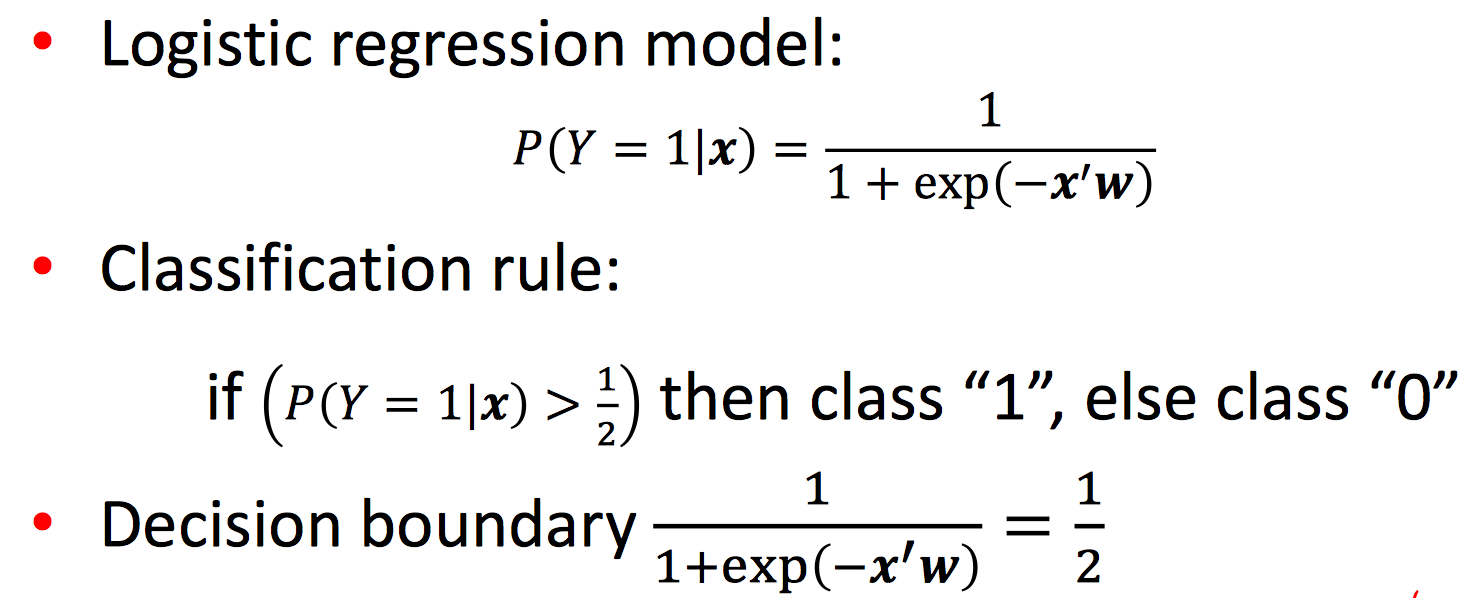 • Logistic regression model:
P(Y = 1|x) = 1 / (1 + exp(−x′w))
• Classification rule:
if (P(Y = 1|x) > 1/2) then class “1”, else class “0”
• Decision boundary 1 / (1+exp(−x′w)) = 1/2